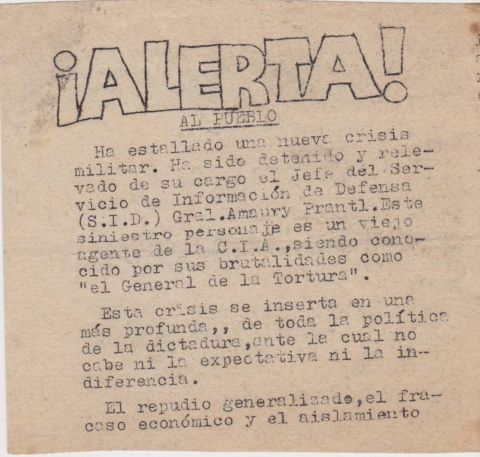 ¡ALERTA!
AL PUEBLO
Ha estallado una nueva crisis
militar. Ha sido detenido y rele-
vado de su cargo el Jefe del Ser-
vicio de Información de Defensa
(S.I.D.) Gral.Amaury Prantl.Este
siniestro personaje es un viejo
agente de la C.I.A.,siendo cono-
cido por sus brutalidades como
"el General de la Tortura".
Esta crisis se inserta en una
más profunda,, de toda la política
de la dictadura,ante la cual no
cabe ni la expectativa ni la in-
diferencia.
El repudio generalizado,el fra-
caso económico y el aislamiento